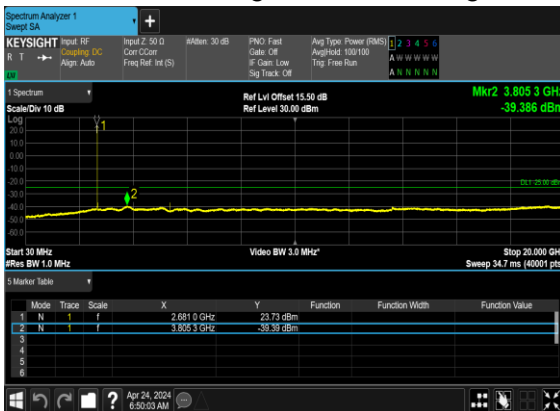 Spectrum Analyzer 1
Swept SA
KEYSIGHT Input: RF Input Z: 50 Ω #Atten: 30 dB PNO: Fast Avg Type: Power (RMS) 1 2 3 4 5 6
R T Coupling: DC Corr CCorr Gate: Off Avg|Hold: 100/100 A W W W W W
Align: Auto Freq Ref: Int (S) IF Gain: Low Trig: Free Run
LV Sig Track: Off A N N N N N
1 Spectrum Ref Lvl Offset 15.50 dB Mkr2 3.805 3 GHz
Scale/Div 10 dB Ref Level 30.00 dBm -39.386 dBm
Log
1
20.0
10.0
0.00
-10.0
-20.0
DL1 -25.00 dBm
-30.0
2
-40.0
-50.0
-60.0
Start 30 MHz Video BW 3.0 MHz* Stop 20.000 GHz
#Res BW 1.0 MHz Sweep 34.7 ms (40001 pts)
5 Marker Table
Mode Trace Scale X Y Function Function Width Function Value
1 N 1 f 2.681 0 GHz 23.73 dBm
2 N 1 f 3.805 3 GHz -39.39 dBm
3
4
5
6
? Apr 24, 2024
6:50:03 AM